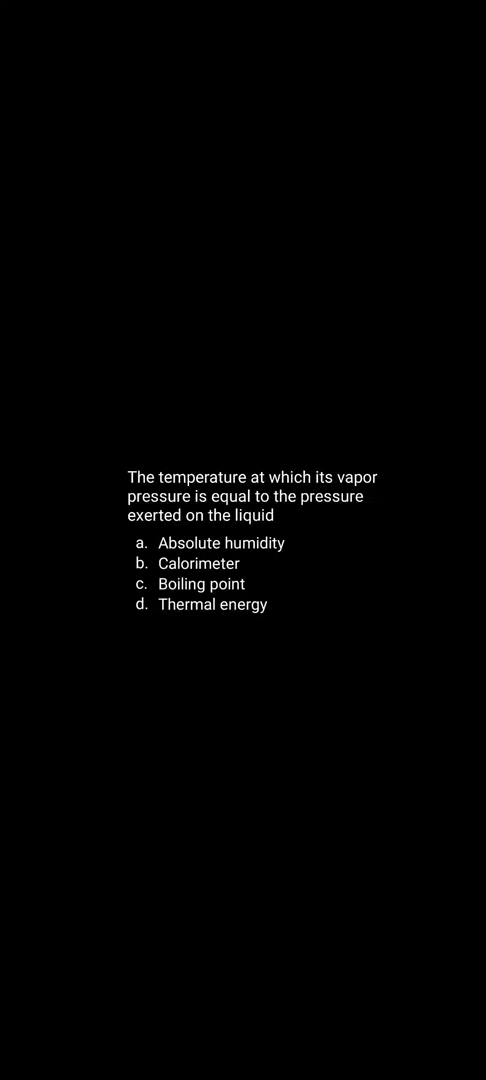 The temperature at which its vapor
pressure is equal to the pressure
exerted on the liquid
a. Absolute humidity
b. Calorimeter
c. Boiling point
d. Thermal energy